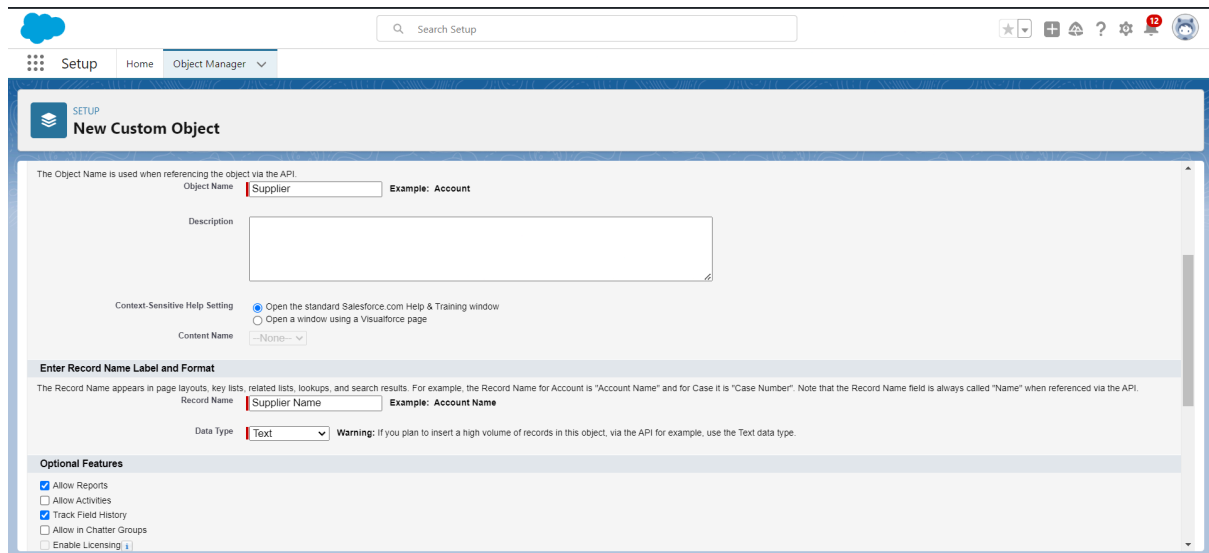 Search Setup
12
Setup Home Object Manager
SETUP
New Custom Object
The Object Name is used when referencing the object via the API.
Object Name Supplier Example: Account
Description
Context-Sensitive Help Setting Open the standard Salesforce.com Help & Training window
Open a window using a Visualforce page
Content Name --None--
Enter Record Name Label and Format
The Record Name appears in page layouts, key lists, related lists, lookups, and search results. For example, the Record Name for Account is "Account Name" and for Case it is "Case Number". Note that the Record Name field is always called "Name" when referenced via the API.
Record Name Supplier Name Example: Account Name
Data Type Text Warning: If you plan to insert a high volume of records in this object, via the API for example, use the Text data type.
Optional Features
Allow Reports
Allow Activities
Track Field History
Allow in Chatter Groups
Enable Licensing i